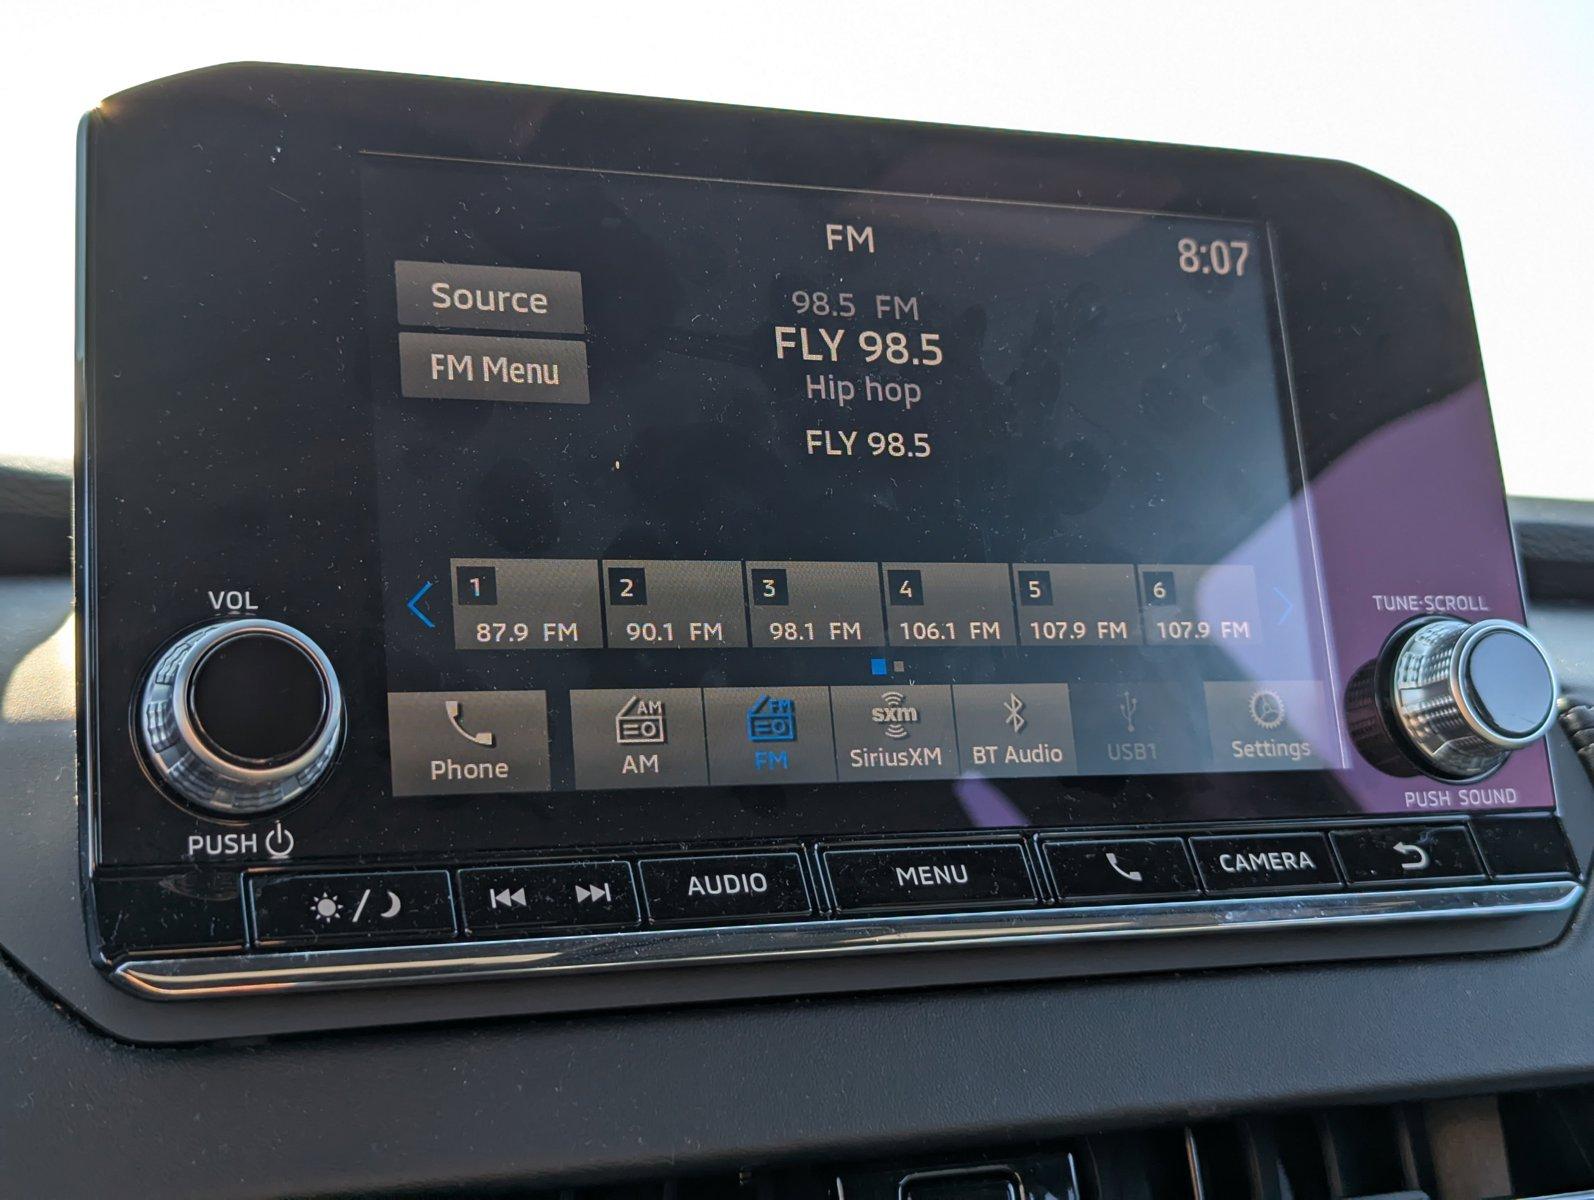 FM
8:07
Source
98.5 FM
FLY 98.5
FM Menu
Hip hop
FLY 98.5
1 2 3 4 5 6
87.9 FM 90.1 FM 98.1 FM 106.1 FM 107.9 FM 107.9 FM
VOL
TUNE·SCROLL
AM FM sxm
Phone AM FM SiriusXM BT Audio USB1 Settings
PUSH
PUSH SOUND
AUDIO MENU CAMERA